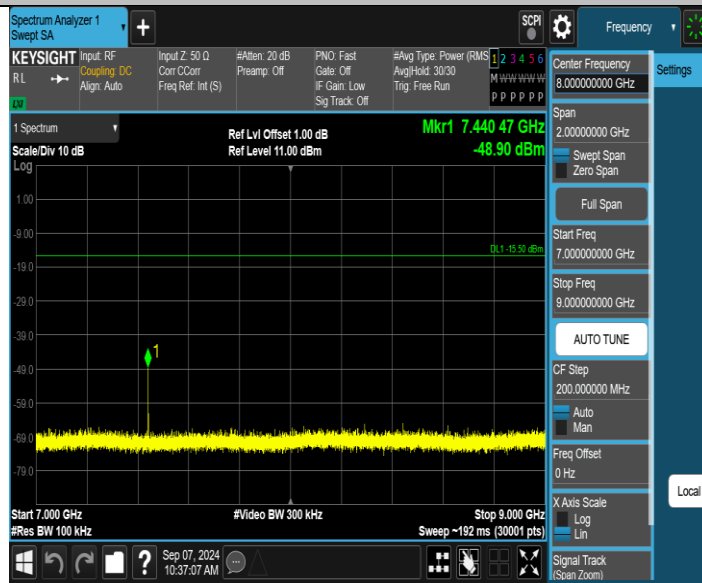 Spectrum Analyzer 1
Swept SA
+
SCPI
Frequency
Settings
KEYSIGHT
RL
LXI
Input: RF
Coupling: DC
Align: Auto
Input Z: 50 Ω
Corr CCorr
Freq Ref: Int (S)
#Atten: 20 dB
Preamp: Off
PNO: Fast
Gate: Off
IF Gain: Low
Sig Track: Off
#Avg Type: Power (RMS
Avg|Hold: 30/30
Trig: Free Run
1 2 3 4 5 6
M W W W W W
P P P P P P
1 Spectrum
Scale/Div 10 dB
Log
Ref Lvl Offset 1.00 dB
Ref Level 11.00 dBm
Mkr1 7.440 47 GHz
-48.90 dBm
1.00
-9.00
-19.0
-29.0
-39.0
-49.0
-59.0
-69.0
-79.0
DL1 -15.50 dBm
1
Start 7.000 GHz
#Res BW 100 kHz
#Video BW 300 kHz
Stop 9.000 GHz
Sweep ~192 ms (30001 pts)
Center Frequency
8.000000000 GHz
Span
2.00000000 GHz
Swept Span
Zero Span
Full Span
Start Freq
7.000000000 GHz
Stop Freq
9.000000000 GHz
AUTO TUNE
CF Step
200.000000 MHz
Auto
Man
Freq Offset
0 Hz
X Axis Scale
Log
Lin
Signal Track
(Span Zoom)
Local
?
Sep 07, 2024
10:37:07 AM